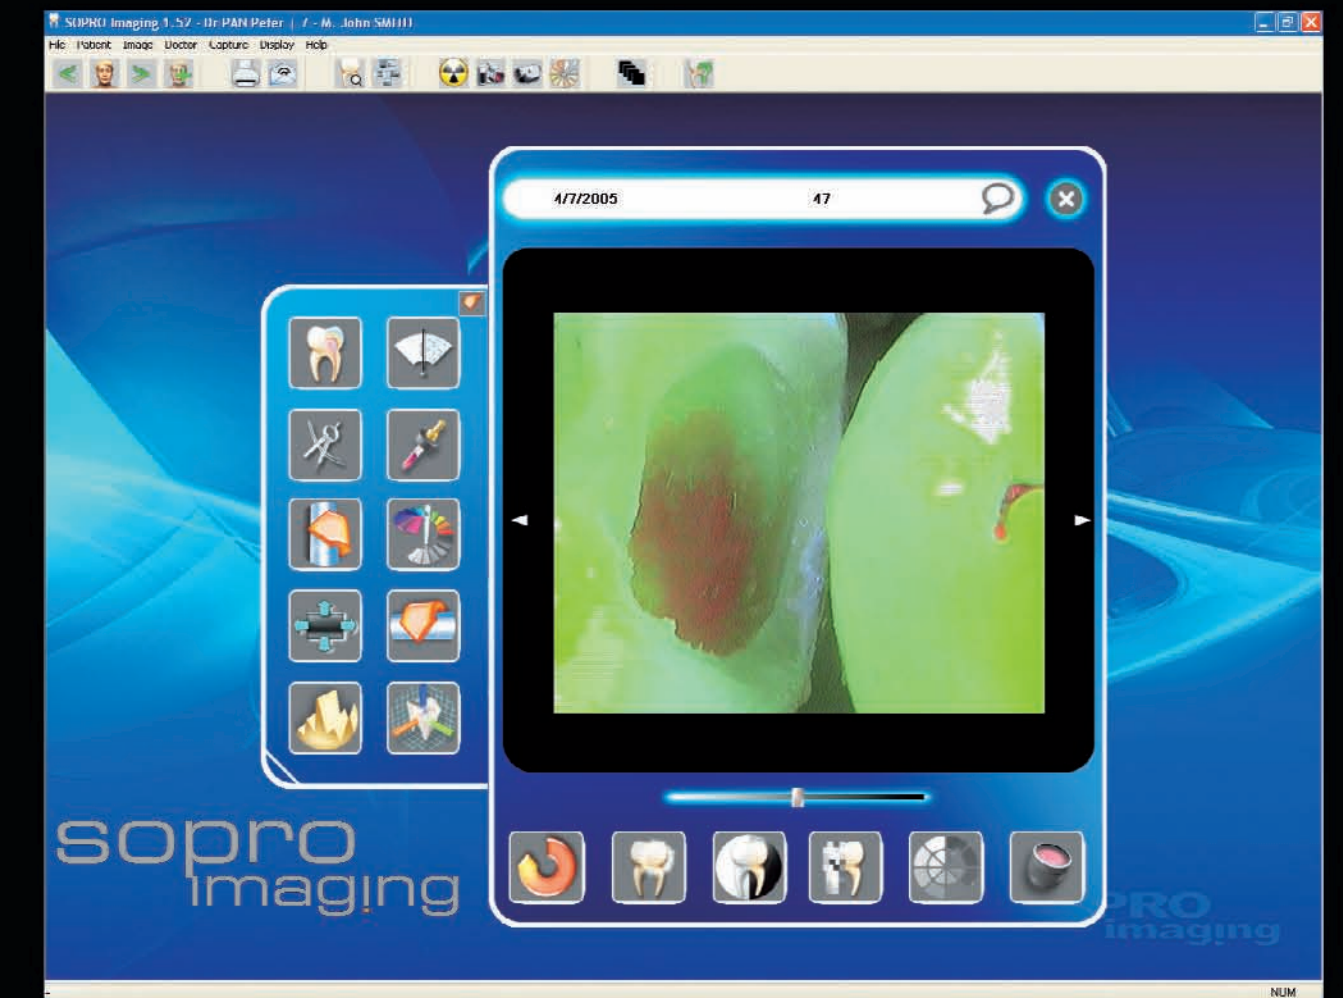 SOPRO Imaging 1.52 - Dr PAN Peter | 7 - M. John SMITH
File Patient Image Doctor Capture Display Help
4/7/2005 47
sopro
imaging
PRO
imaging
NUM